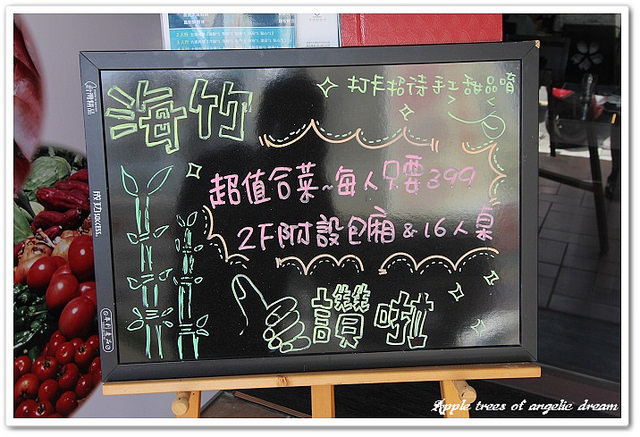 海竹
打卡招待手工甜品唷
超值合菜~每人只要399
2F附設包廂&16人桌
讚啦
SUCCESS
Apple trees of angelic dream